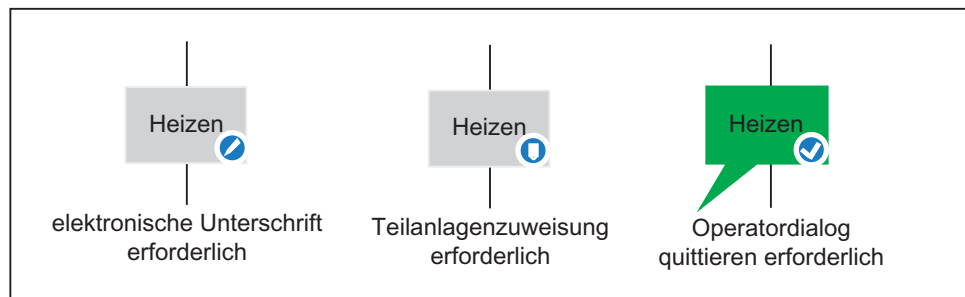 Heizen
elektronische Unterschrift
erforderlich
Heizen
Teilanlagenzuweisung
erforderlich
Heizen
Operatordialog
quittieren erforderlich